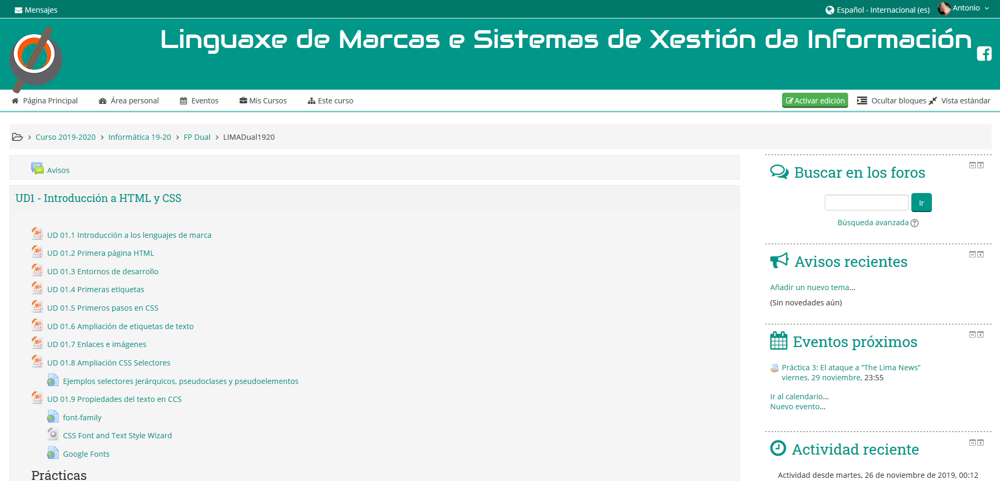 Mensajes
Español - Internacional (es)
Antonio
Linguaxe de Marcas e Sistemas de Xestión da Información
Página Principal
Área personal
Eventos
Mis Cursos
Este curso
Activar edición
Ocultar bloques
Vista estándar
Curso 2019-2020 > Informática 19-20 > FP Dual > LIMADual1920
Avisos
UD1 - Introducción a HTML y CSS
UD 01.1 Introducción a los lenguajes de marca
UD 01.2 Primera página HTML
UD 01.3 Entornos de desarrollo
UD 01.4 Primeras etiquetas
UD 01.5 Primeros pasos en CSS
UD 01.6 Ampliación de etiquetas de texto
UD 01.7 Enlaces e imágenes
UD 01.8 Ampliación CSS Selectores
Ejemplos selectores jerárquicos, pseudoclases y pseudoelementos
UD 01.9 Propiedades del texto en CCS
font-family
CSS Font and Text Style Wizard
Google Fonts
Prácticas
Buscar en los foros
Ir
Búsqueda avanzada
Avisos recientes
Añadir un nuevo tema...
(Sin novedades aún)
Eventos próximos
Práctica 3: El ataque a “The Lima News”
viernes, 29 noviembre, 23:55
Ir al calendario...
Nuevo evento...
Actividad reciente
Actividad desde martes, 26 de noviembre de 2019, 00:12